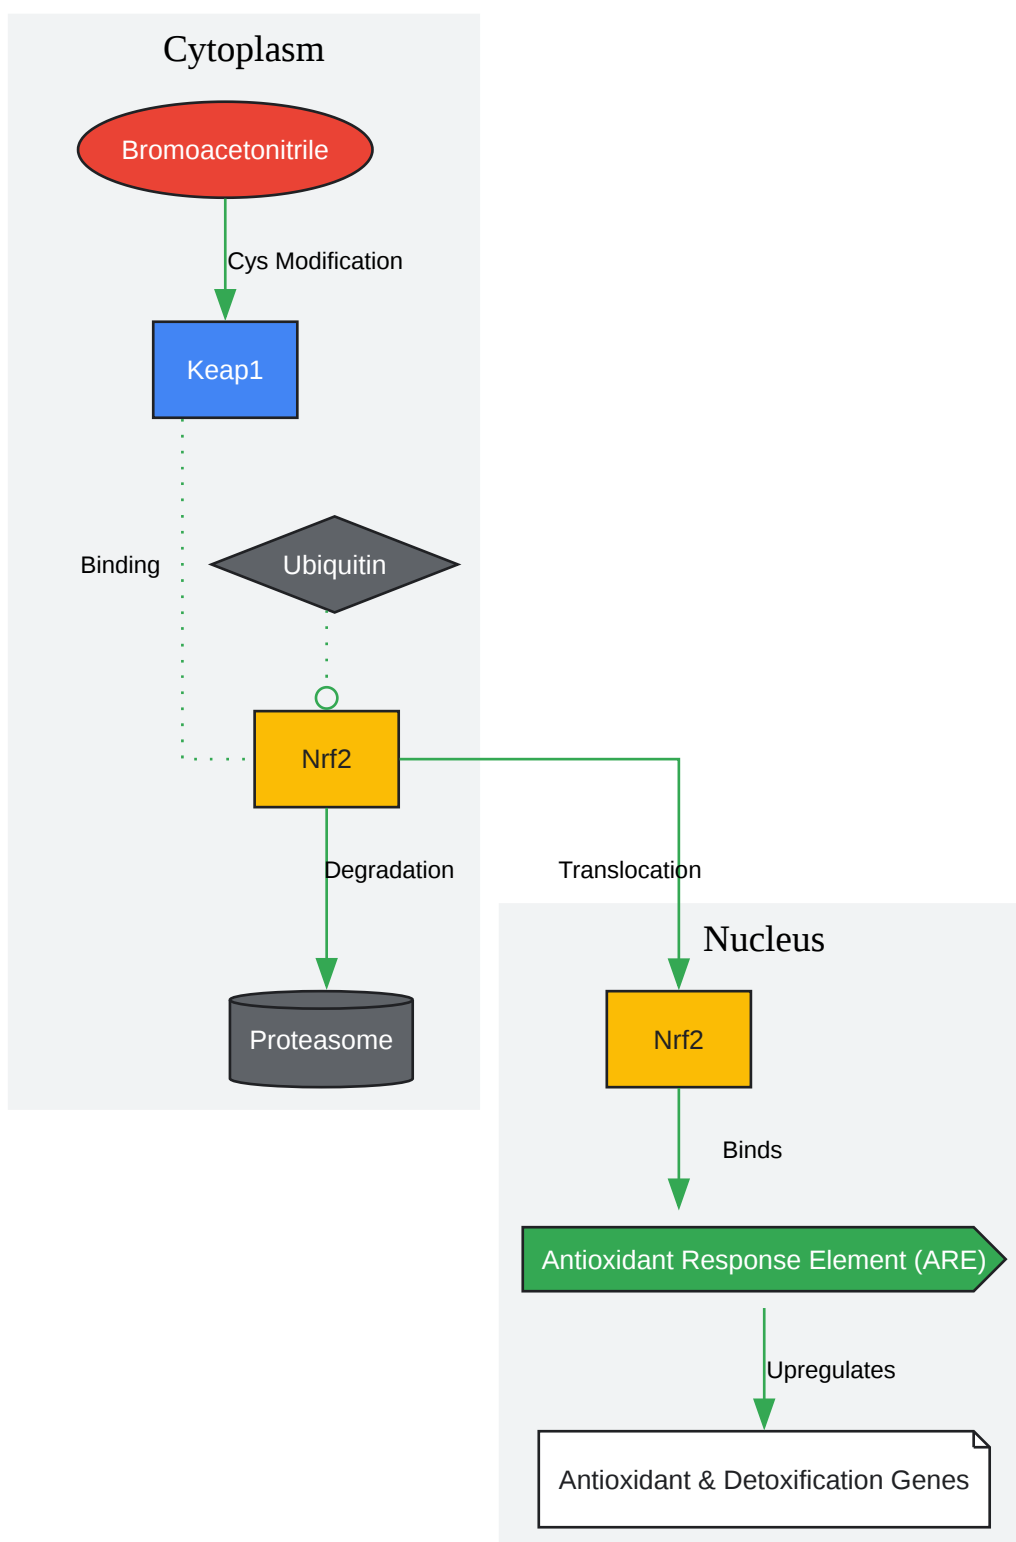 Cytoplasm
Bromoacetonitrile
Cys Modification
Keap1
Binding
Ubiquitin
Nrf2
Degradation
Translocation
Proteasome
Nucleus
Nrf2
Binds
Antioxidant Response Element (ARE)
Upregulates
Antioxidant & Detoxification Genes